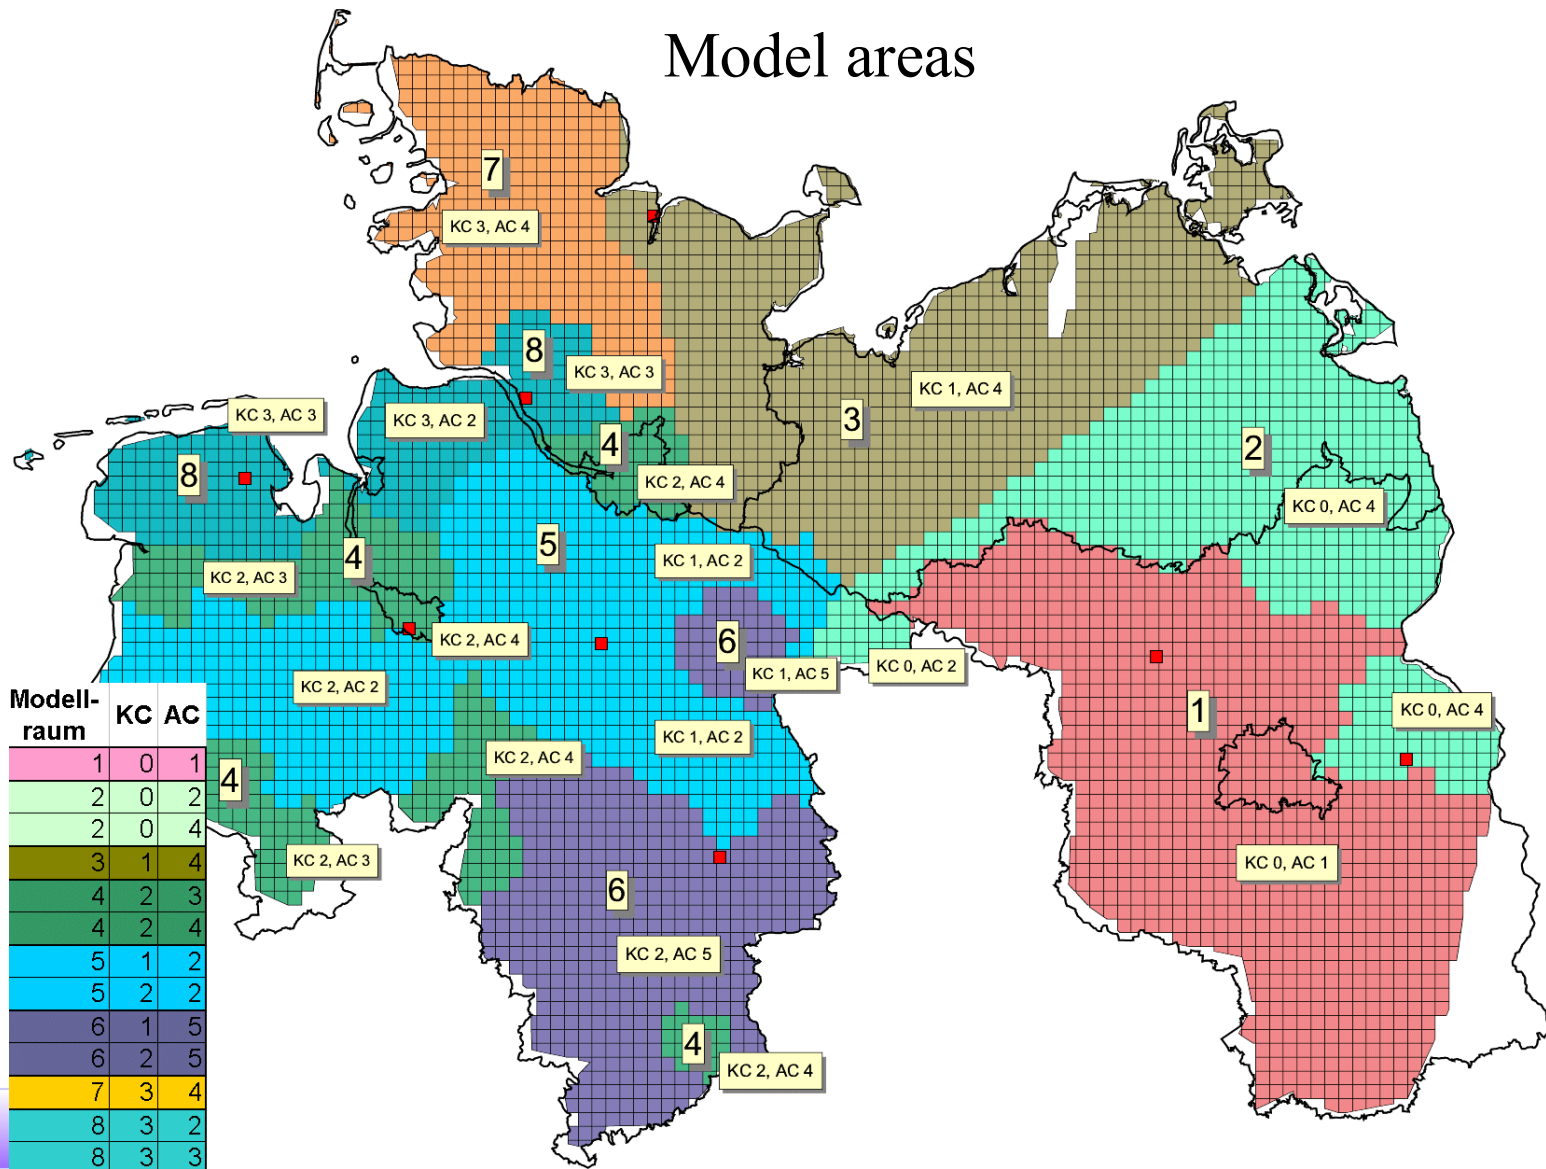 Model areas
7
KC 3, AC 4
8
KC 3, AC 3
KC 1, AC 4
KC 3, AC 3
KC 3, AC 2
3
4
2
8
KC 2, AC 4
KC 0, AC 4
5
4
KC 1, AC 2
KC 2, AC 3
6
KC 2, AC 4
KC 1, AC 5
KC 0, AC 2
KC 2, AC 2
1
KC 0, AC 4
KC 1, AC 2
KC 2, AC 4
4
KC 2, AC 3
KC 0, AC 1
6
KC 2, AC 5
4
KC 2, AC 4
Modell-
raum KC AC
1 0 1
2 0 2
2 0 4
3 1 4
4 2 3
4 2 4
5 1 2
5 2 2
6 1 5
6 2 5
7 3 4
8 3 2
8 3 3